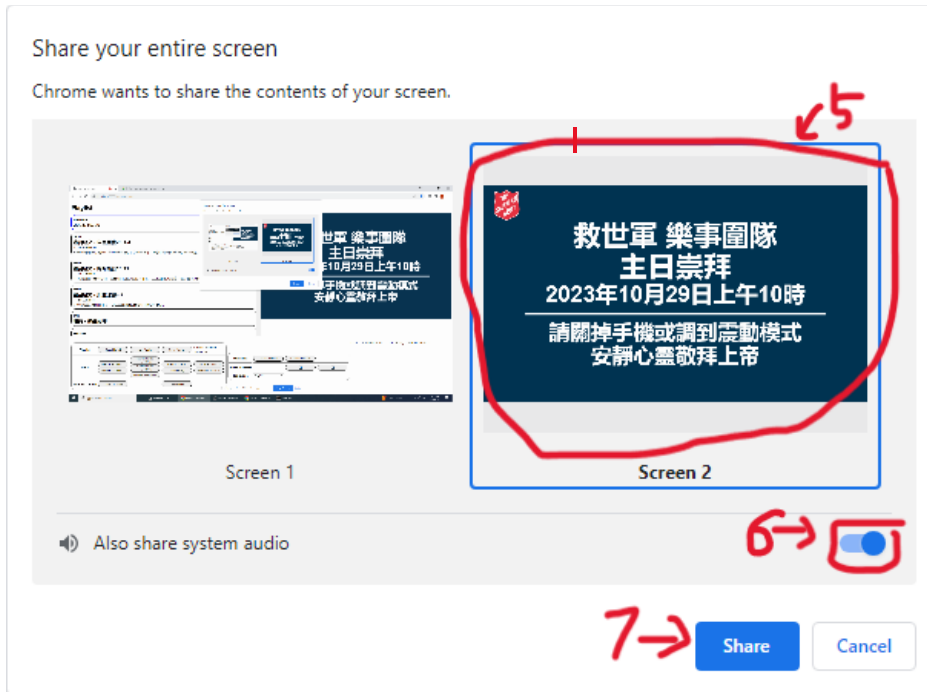 Share your entire screen
Chrome wants to share the contents of your screen.
5
救世軍 樂事團隊
主日崇拜
2023年10月29日上午10時
請關掉手機或調到震動模式
安靜心靈敬拜上帝
Screen 1
Screen 2
Also share system audio
6
7
Share
Cancel